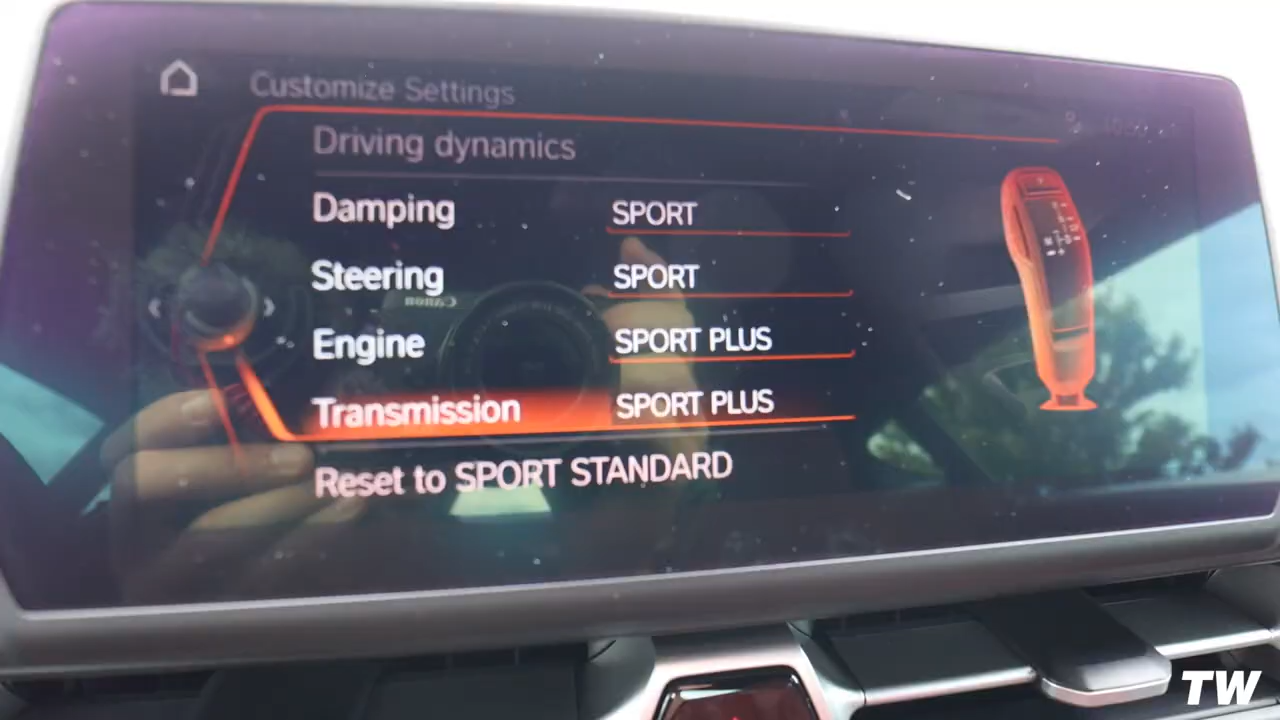 Customize Settings
Driving dynamics
Damping SPORT
Steering SPORT
Canon
Engine SPORT PLUS
Transmission SPORT PLUS
Reset to SPORT STANDARD
TW